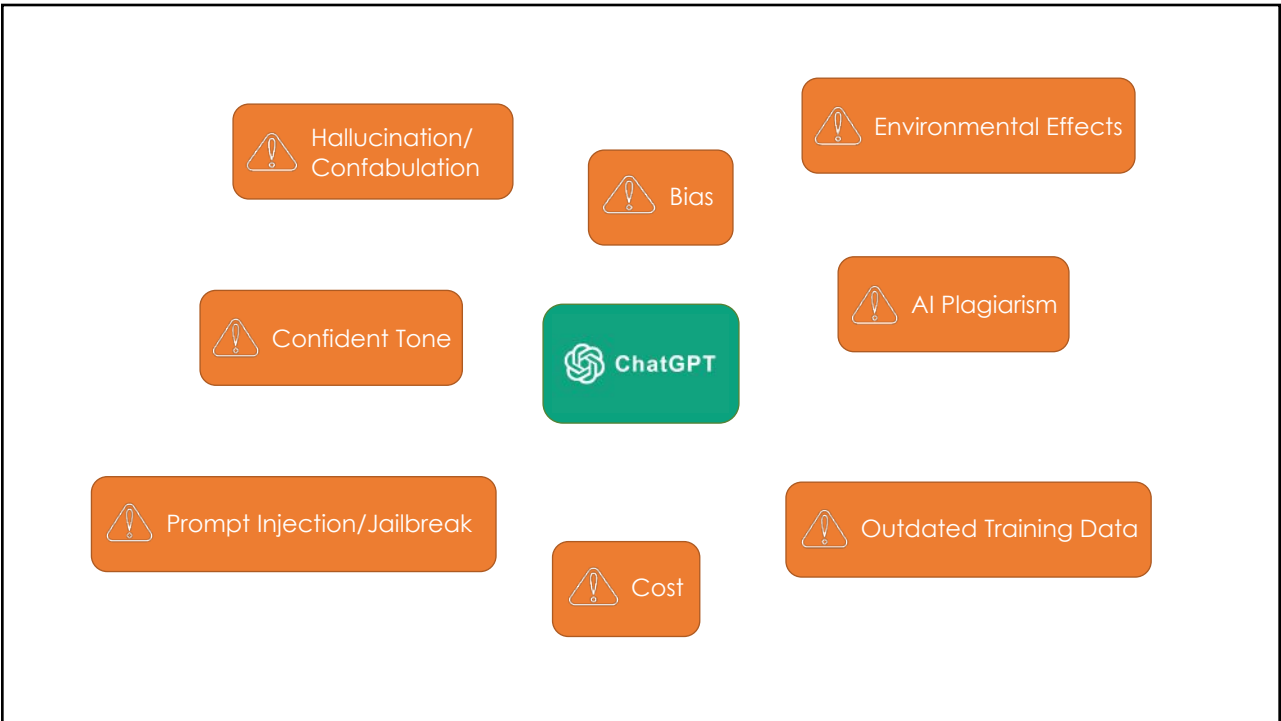 Hallucination/
Confabulation
Environmental Effects
Bias
AI Plagiarism
Confident Tone
ChatGPT
Prompt Injection/Jailbreak
Outdated Training Data
Cost